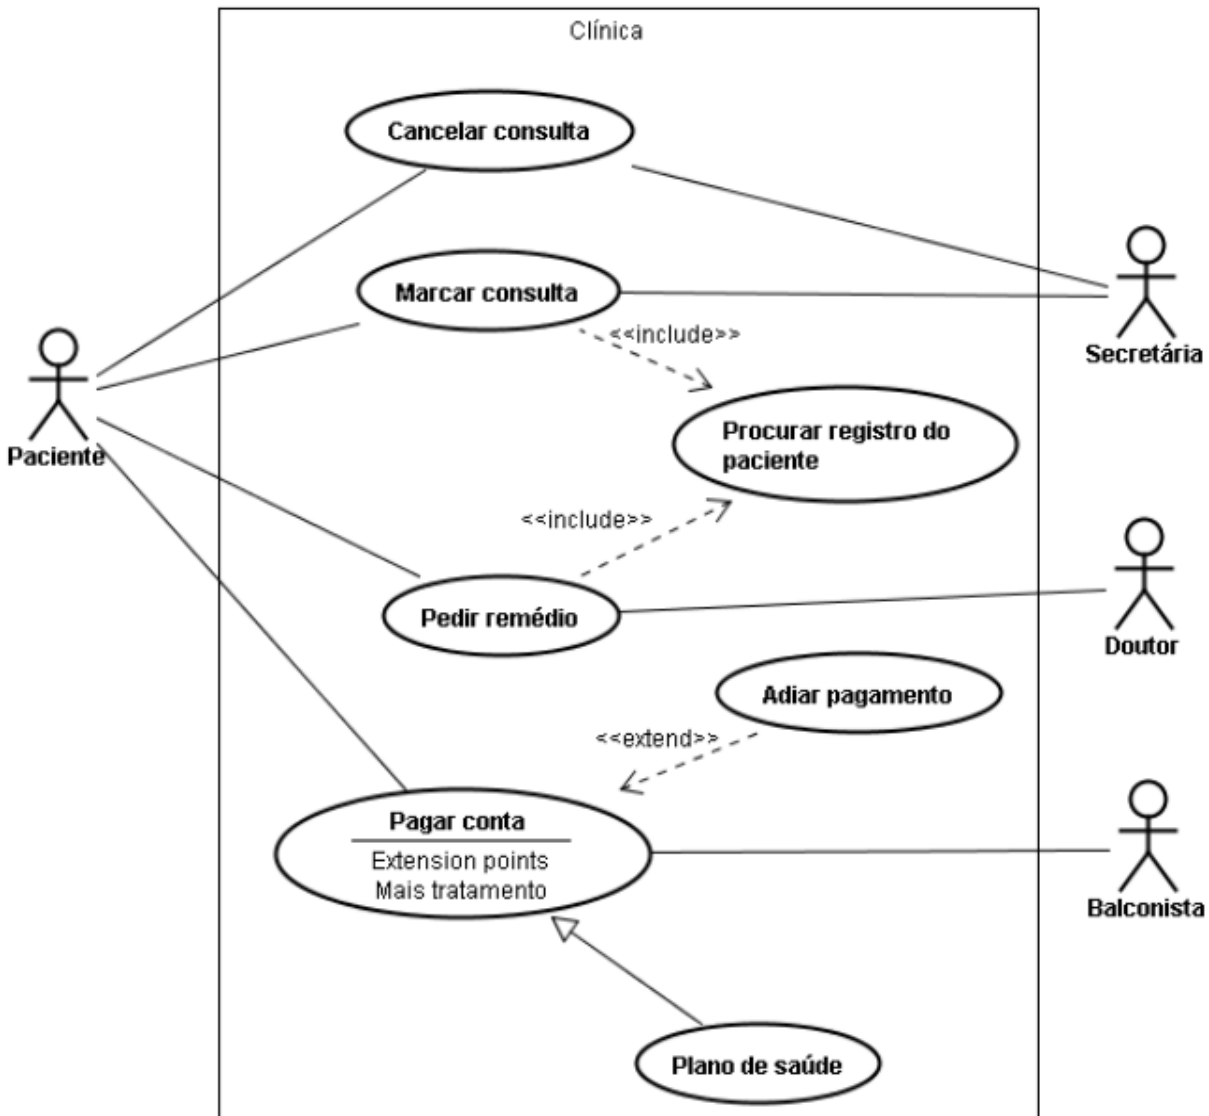 Clínica
Cancelar consulta
Marcar consulta
<<include>>
Secretária
Procurar registro do
paciente
Paciente
<<include>>
Pedir remédio
Doutor
Adiar pagamento
<<extend>>
Pagar conta
Extension points
Mais tratamento
Balconista
Plano de saúde